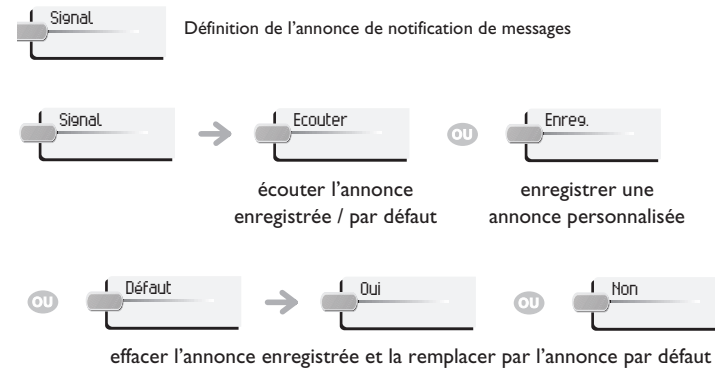 Signal
Définition de l'annonce de notification de messages
Signal
Ecouter
OU
Enreg.
écouter l'annonce
enregistrée / par défaut
enregistrer une
annonce personnalisée
OU
Défaut
Oui
OU
Non
effacer l'annonce enregistrée et la remplacer par l'annonce par défaut